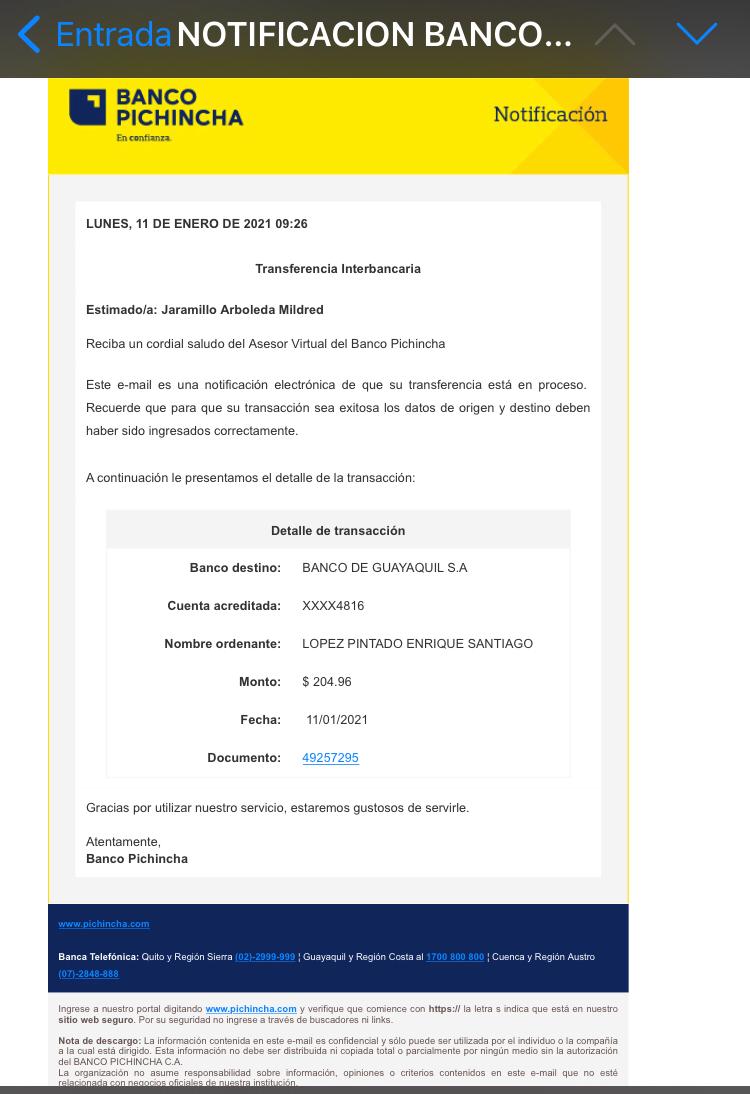 Entrada NOTIFICACION BANCO...
BANCO
PICHINCHA
En confianza.
Notificación
LUNES, 11 DE ENERO DE 2021 09:26
Transferencia Interbancaria
Estimado/a: Jaramillo Arboleda Mildred
Reciba un cordial saludo del Asesor Virtual del Banco Pichincha
Este e-mail es una notificación electrónica de que su transferencia está en proceso.
Recuerde que para que su transacción sea exitosa los datos de origen y destino deben
haber sido ingresados correctamente.
A continuación le presentamos el detalle de la transacción:
Detalle de transacción
Banco destino: BANCO DE GUAYAQUIL S.A
Cuenta acreditada: XXXX4816
Nombre ordenante: LOPEZ PINTADO ENRIQUE SANTIAGO
Monto: $ 204.96
Fecha: 11/01/2021
Documento: 49257295
Gracias por utilizar nuestro servicio, estaremos gustosos de servirle.
Atentamente,
Banco Pichincha
www.pichincha.com
Banca Telefónica: Quito y Región Sierra (02)-2999-999 ¦ Guayaquil y Región Costa al 1700 800 800 ¦ Cuenca y Región Austro
(07)-2848-888
Ingrese a nuestro portal digitando www.pichincha.com y verifique que comience con https:// la letra s indica que está en nuestro
sitio web seguro. Por su seguridad no ingrese a través de buscadores ni links.
Nota de descargo: La información contenida en este e-mail es confidencial y sólo puede ser utilizada por el individuo o la compañía
a la cual está dirigido. Esta información no debe ser distribuida ni copiada total o parcialmente por ningún medio sin la autorización
del BANCO PICHINCHA C.A.
La organización no asume responsabilidad sobre información, opiniones o criterios contenidos en este e-mail que no esté
relacionada con negocios oficiales de nuestra institución.